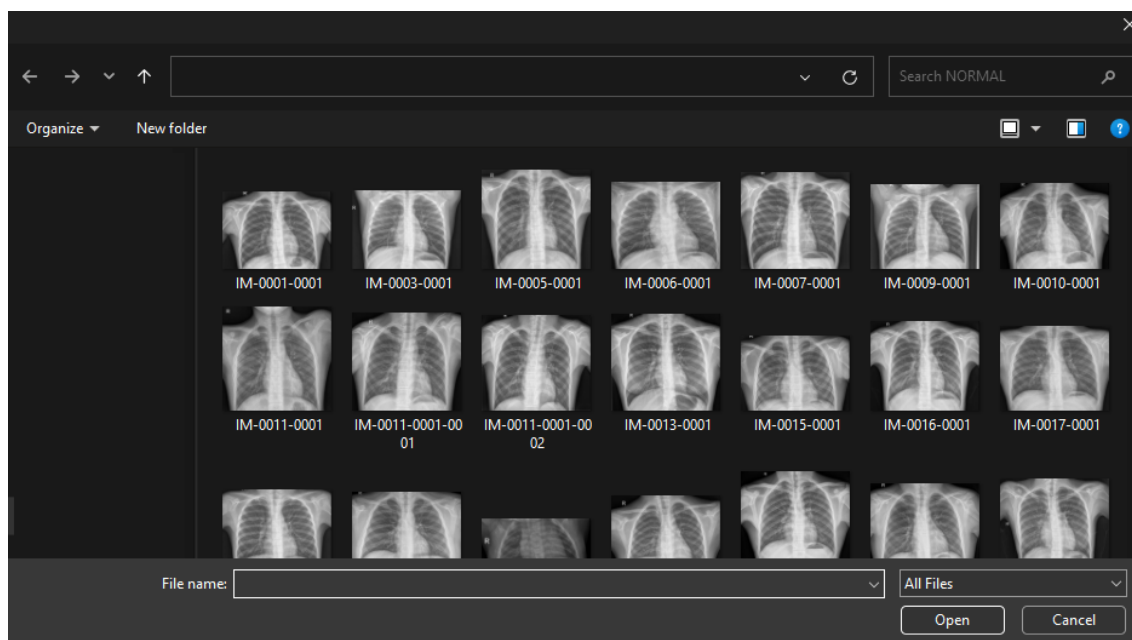 Search NORMAL
Organize
New folder
?
IM-0001-0001
IM-0003-0001
IM-0005-0001
IM-0006-0001
IM-0007-0001
IM-0009-0001
IM-0010-0001
IM-0011-0001
IM-0011-0001-00
01
IM-0011-0001-00
02
IM-0013-0001
IM-0015-0001
IM-0016-0001
IM-0017-0001
File name:
All Files
Open
Cancel